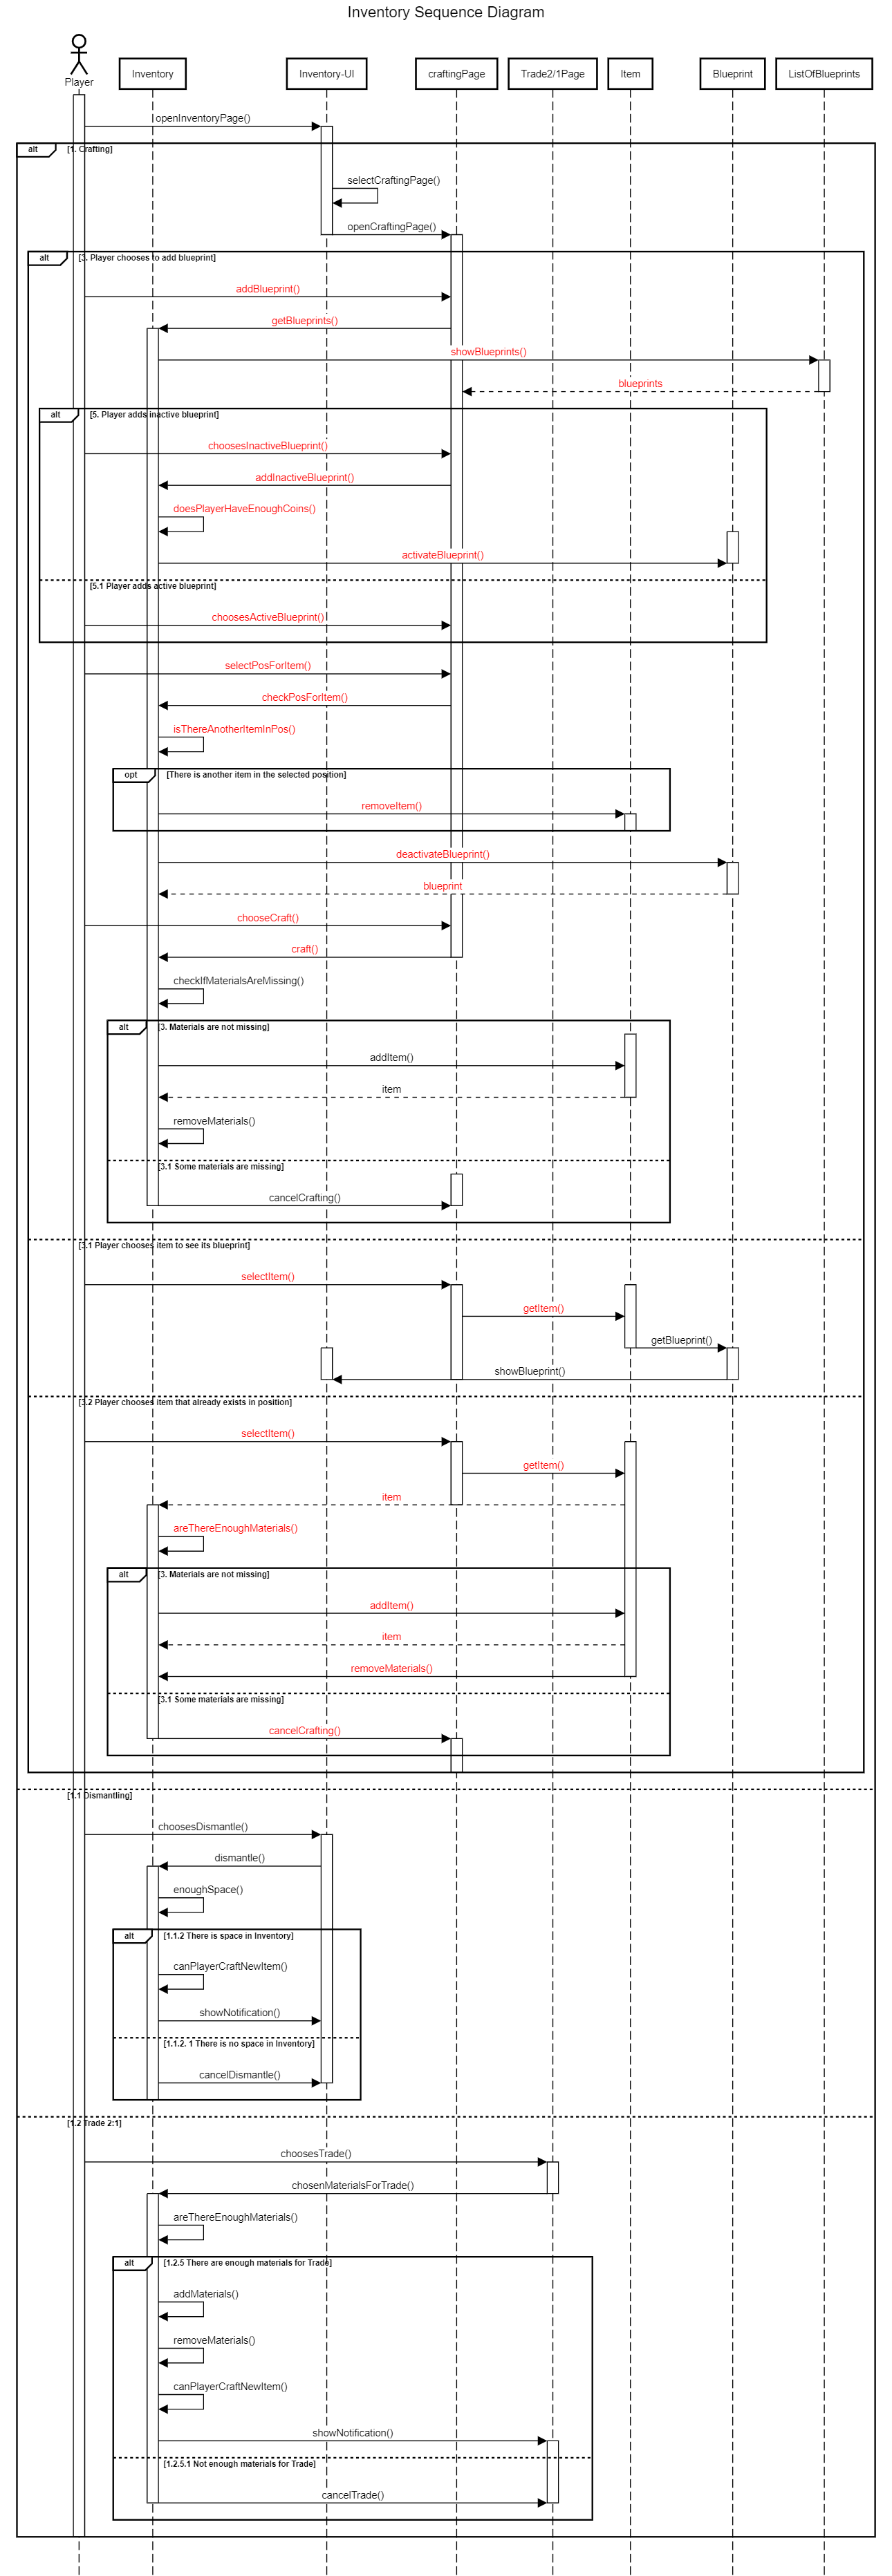 Inventory Sequence Diagram
Player
Inventory
Inventory-UI
craftingPage
Trade2/1Page
Item
Blueprint
ListOfBlueprints
openInventoryPage()
alt
[1. Crafting]
selectCraftingPage()
openCraftingPage()
alt
[3. Player chooses to add blueprint]
addBlueprint()
getBlueprints()
showBlueprints()
blueprints
alt
[5. Player adds inactive blueprint]
choosesInactiveBlueprint()
addInactiveBlueprint()
doesPlayerHaveEnoughCoins()
activateBlueprint()
[5.1 Player adds active blueprint]
choosesActiveBlueprint()
selectPosForItem()
checkPosForItem()
isThereAnotherItemInPos()
opt
[There is another item in the selected position]
removeItem()
deactivateBlueprint()
blueprint
chooseCraft()
craft()
checkIfMaterialsAreMissing()
alt
[3. Materials are not missing]
addItem()
item
removeMaterials()
[3.1 Some materials are missing]
cancelCrafting()
[3.1 Player chooses item to see its blueprint]
selectItem()
getItem()
getBlueprint()
showBlueprint()
[3.2 Player chooses item that already exists in position]
selectItem()
getItem()
item
areThereEnoughMaterials()
alt
[3. Materials are not missing]
addItem()
item
removeMaterials()
[3.1 Some materials are missing]
cancelCrafting()
[1.1 Dismantling]
choosesDismantle()
dismantle()
enoughSpace()
alt
[1.1.2 There is space in Inventory]
canPlayerCraftNewItem()
showNotification()
[1.1.2. 1 There is no space in Inventory]
cancelDismantle()
[1.2 Trade 2:1]
choosesTrade()
chosenMaterialsForTrade()
areThereEnoughMaterials()
alt
[1.2.5 There are enough materials for Trade]
addMaterials()
removeMaterials()
canPlayerCraftNewItem()
showNotification()
[1.2.5.1 Not enough materials for Trade]
cancelTrade()